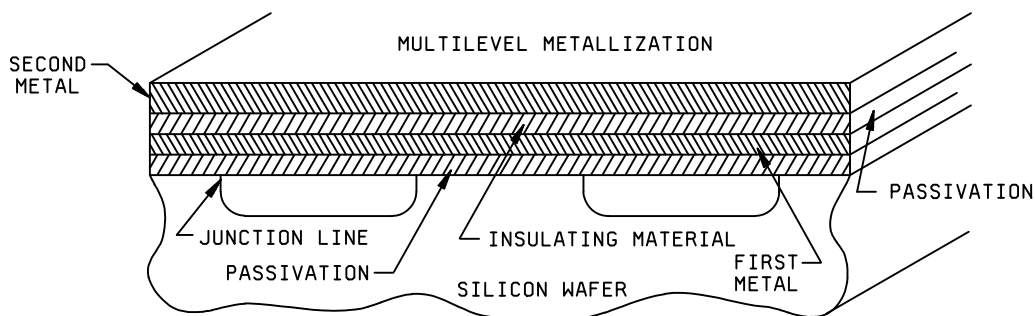 MULTILEVEL METALLIZATION
SECOND
METAL
PASSIVATION
JUNCTION LINE
INSULATING MATERIAL
PASSIVATION
FIRST
METAL
SILICON WAFER